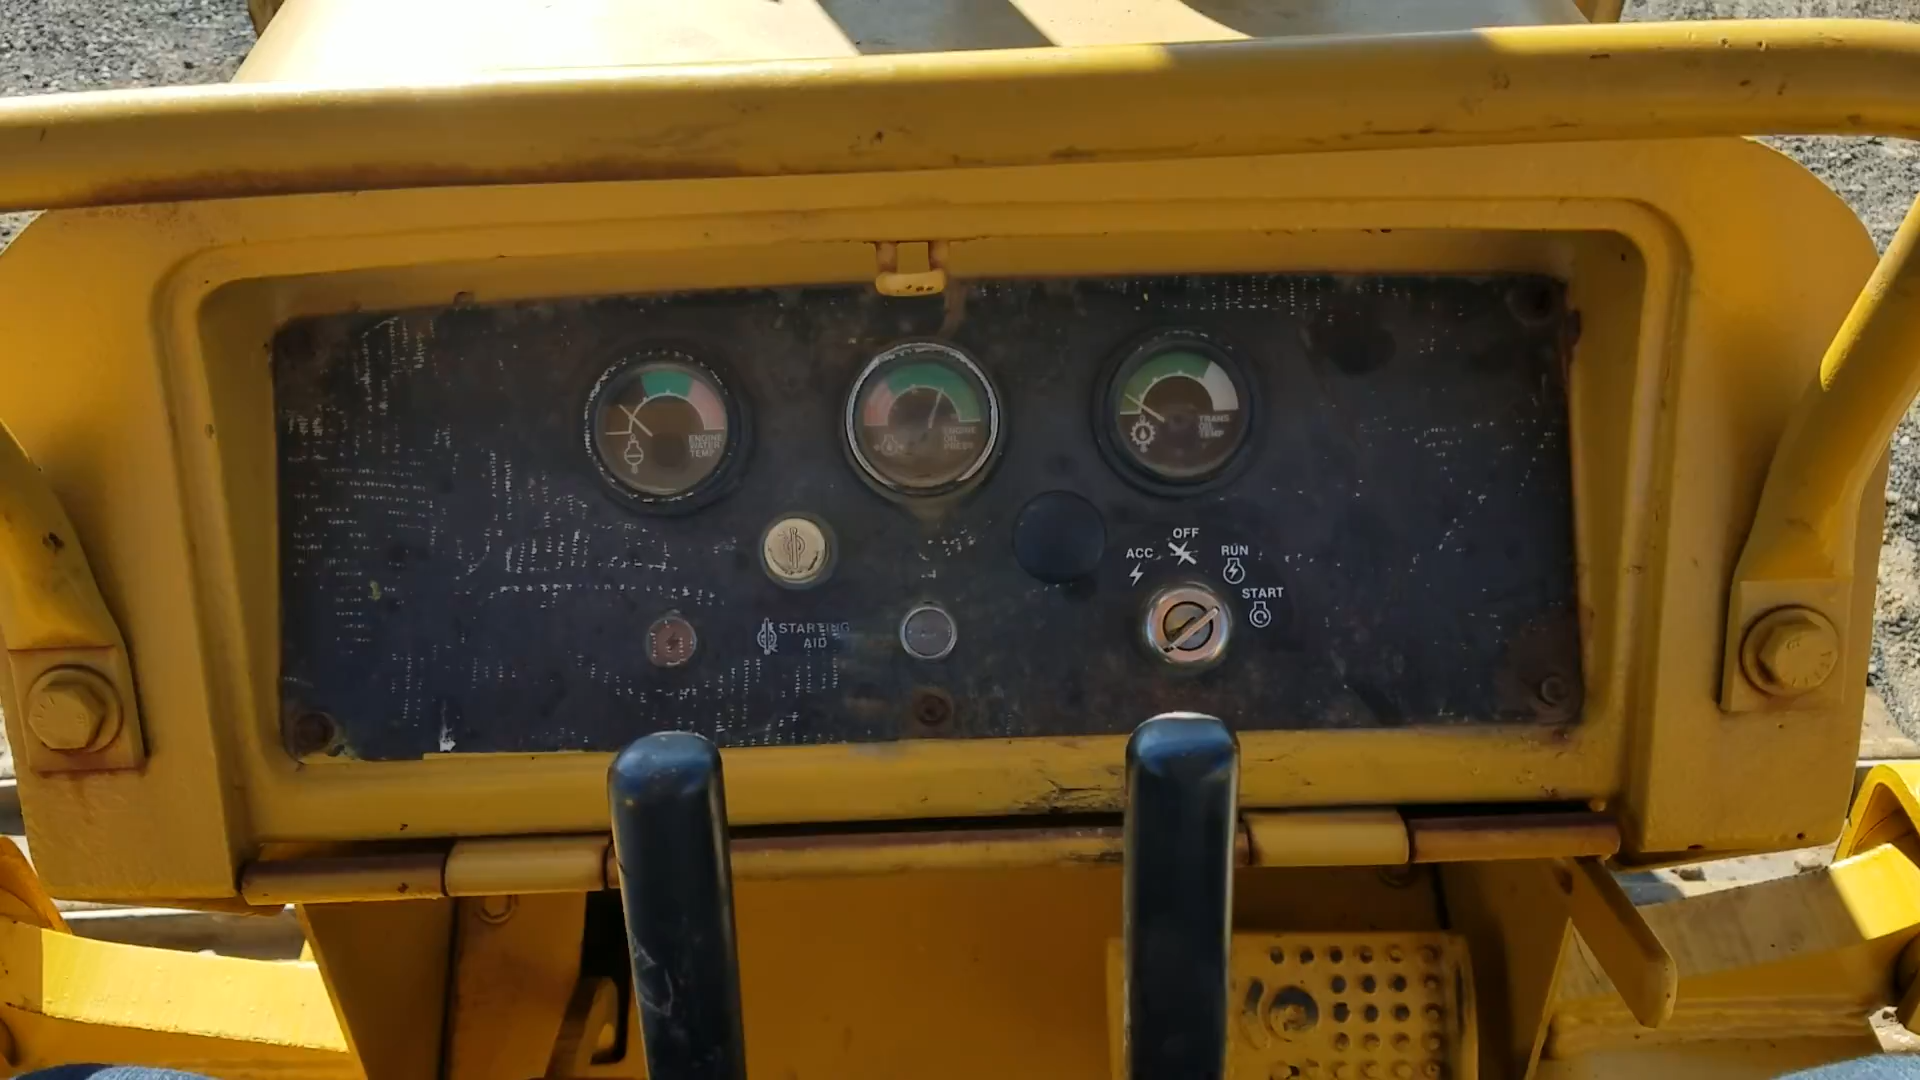 ENGINE
WATER
TEMP
ENGINE
OIL
PRESS
TRANS
OIL
TEMP
OFF
ACC
RUN
START
STARTING
AID